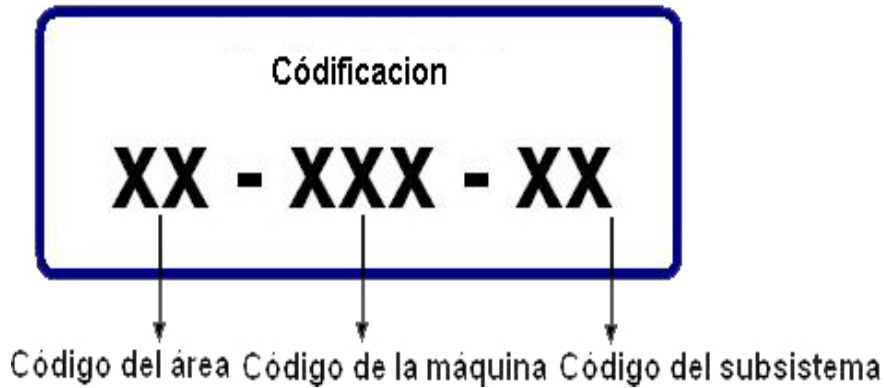 Códificacion
XX - XXX - XX
Código del área Código de la máquina Código del subsistema